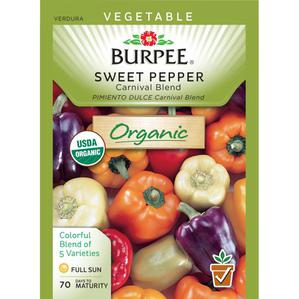 VERDURA
VEGETABLE
BURPEE®
SWEET PEPPER
Carnival Blend
PIMIENTO DULCE Carnival Blend
Organic
USDA
ORGANIC
Colorful
Blend of
5 Varieties
FULL SUN
70 DAYS TO
MATURITY